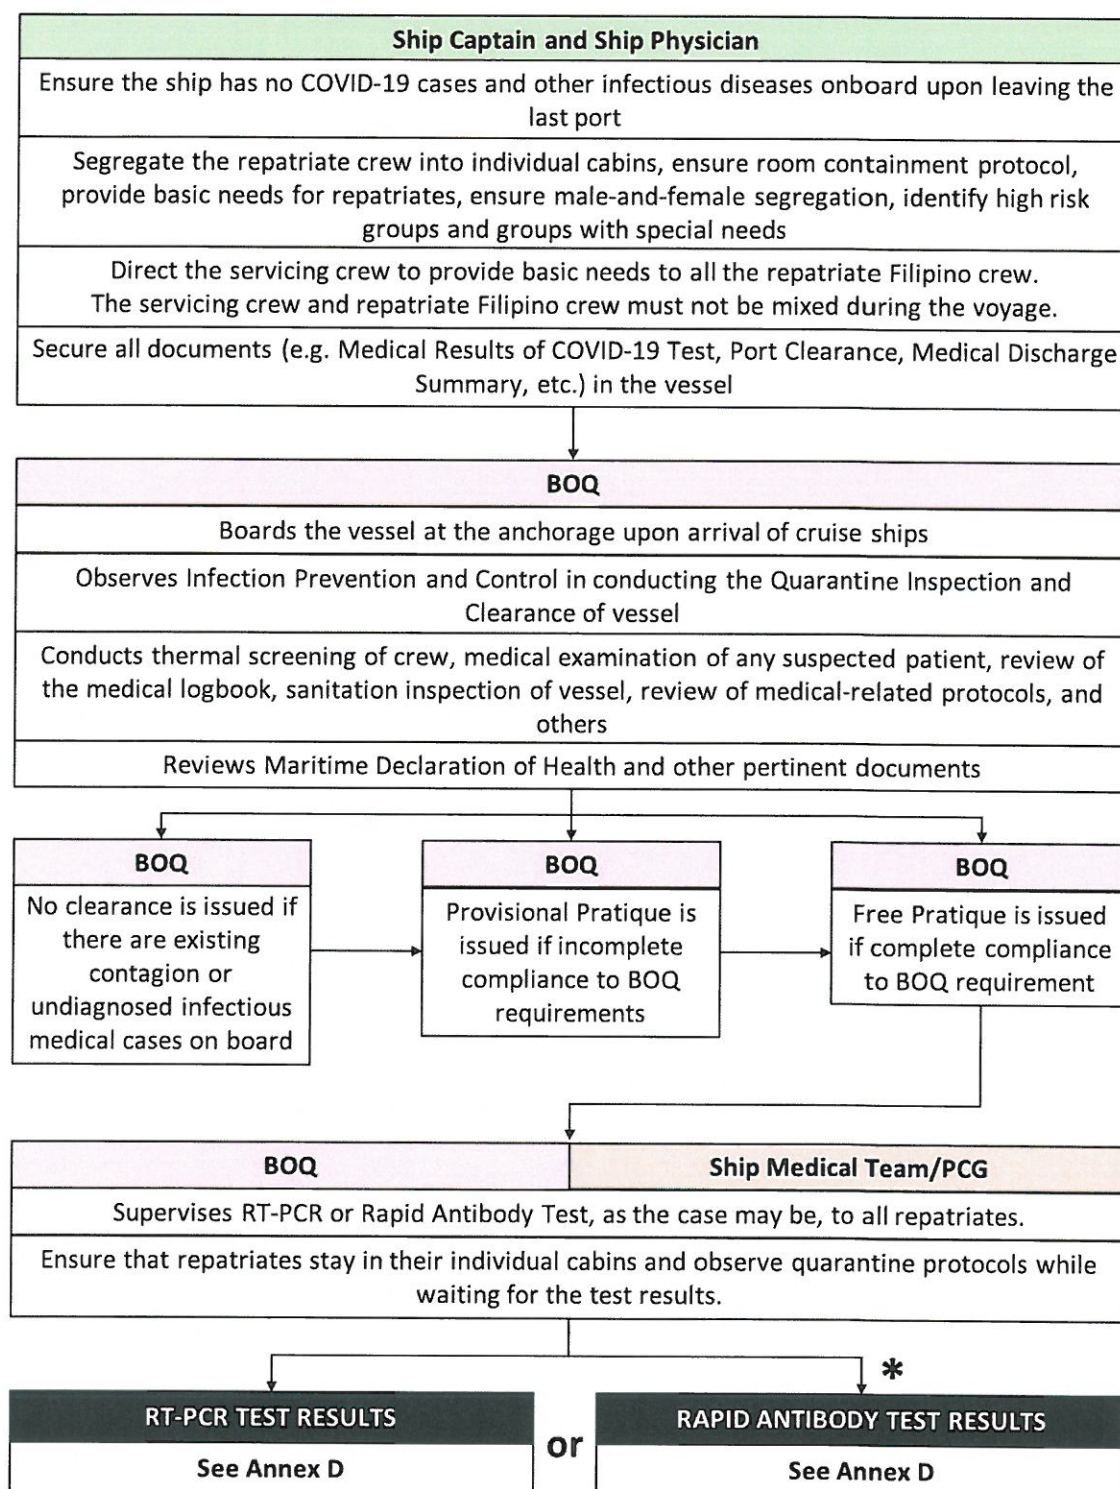 Ship Captain and Ship Physician
Ensure the ship has no COVID-19 cases and other infectious diseases onboard upon leaving the
last port
Segregate the repatriate crew into individual cabins, ensure room containment protocol,
provide basic needs for repatriates, ensure male-and-female segregation, identify high risk
groups and groups with special needs
Direct the servicing crew to provide basic needs to all the repatriate Filipino crew.
The servicing crew and repatriate Filipino crew must not be mixed during the voyage.
Secure all documents (e.g. Medical Results of COVID-19 Test, Port Clearance, Medical Discharge
Summary, etc.) in the vessel
BOQ
Boards the vessel at the anchorage upon arrival of cruise ships
Observes Infection Prevention and Control in conducting the Quarantine Inspection and
Clearance of vessel
Conducts thermal screening of crew, medical examination of any suspected patient, review of
the medical logbook, sanitation inspection of vessel, review of medical-related protocols, and
others
Reviews Maritime Declaration of Health and other pertinent documents
BOQ
No clearance is issued if
there are existing
contagion or
undiagnosed infectious
medical cases on board
BOQ
Provisional Pratique is
issued if incomplete
compliance to BOQ
requirements
BOQ
Free Pratique is issued
if complete compliance
to BOQ requirement
BOQ
Ship Medical Team/PCG
Supervises RT-PCR or Rapid Antibody Test, as the case may be, to all repatriates.
Ensure that repatriates stay in their individual cabins and observe quarantine protocols while
waiting for the test results.
*
RT-PCR TEST RESULTS
See Annex D
or
RAPID ANTIBODY TEST RESULTS
See Annex D